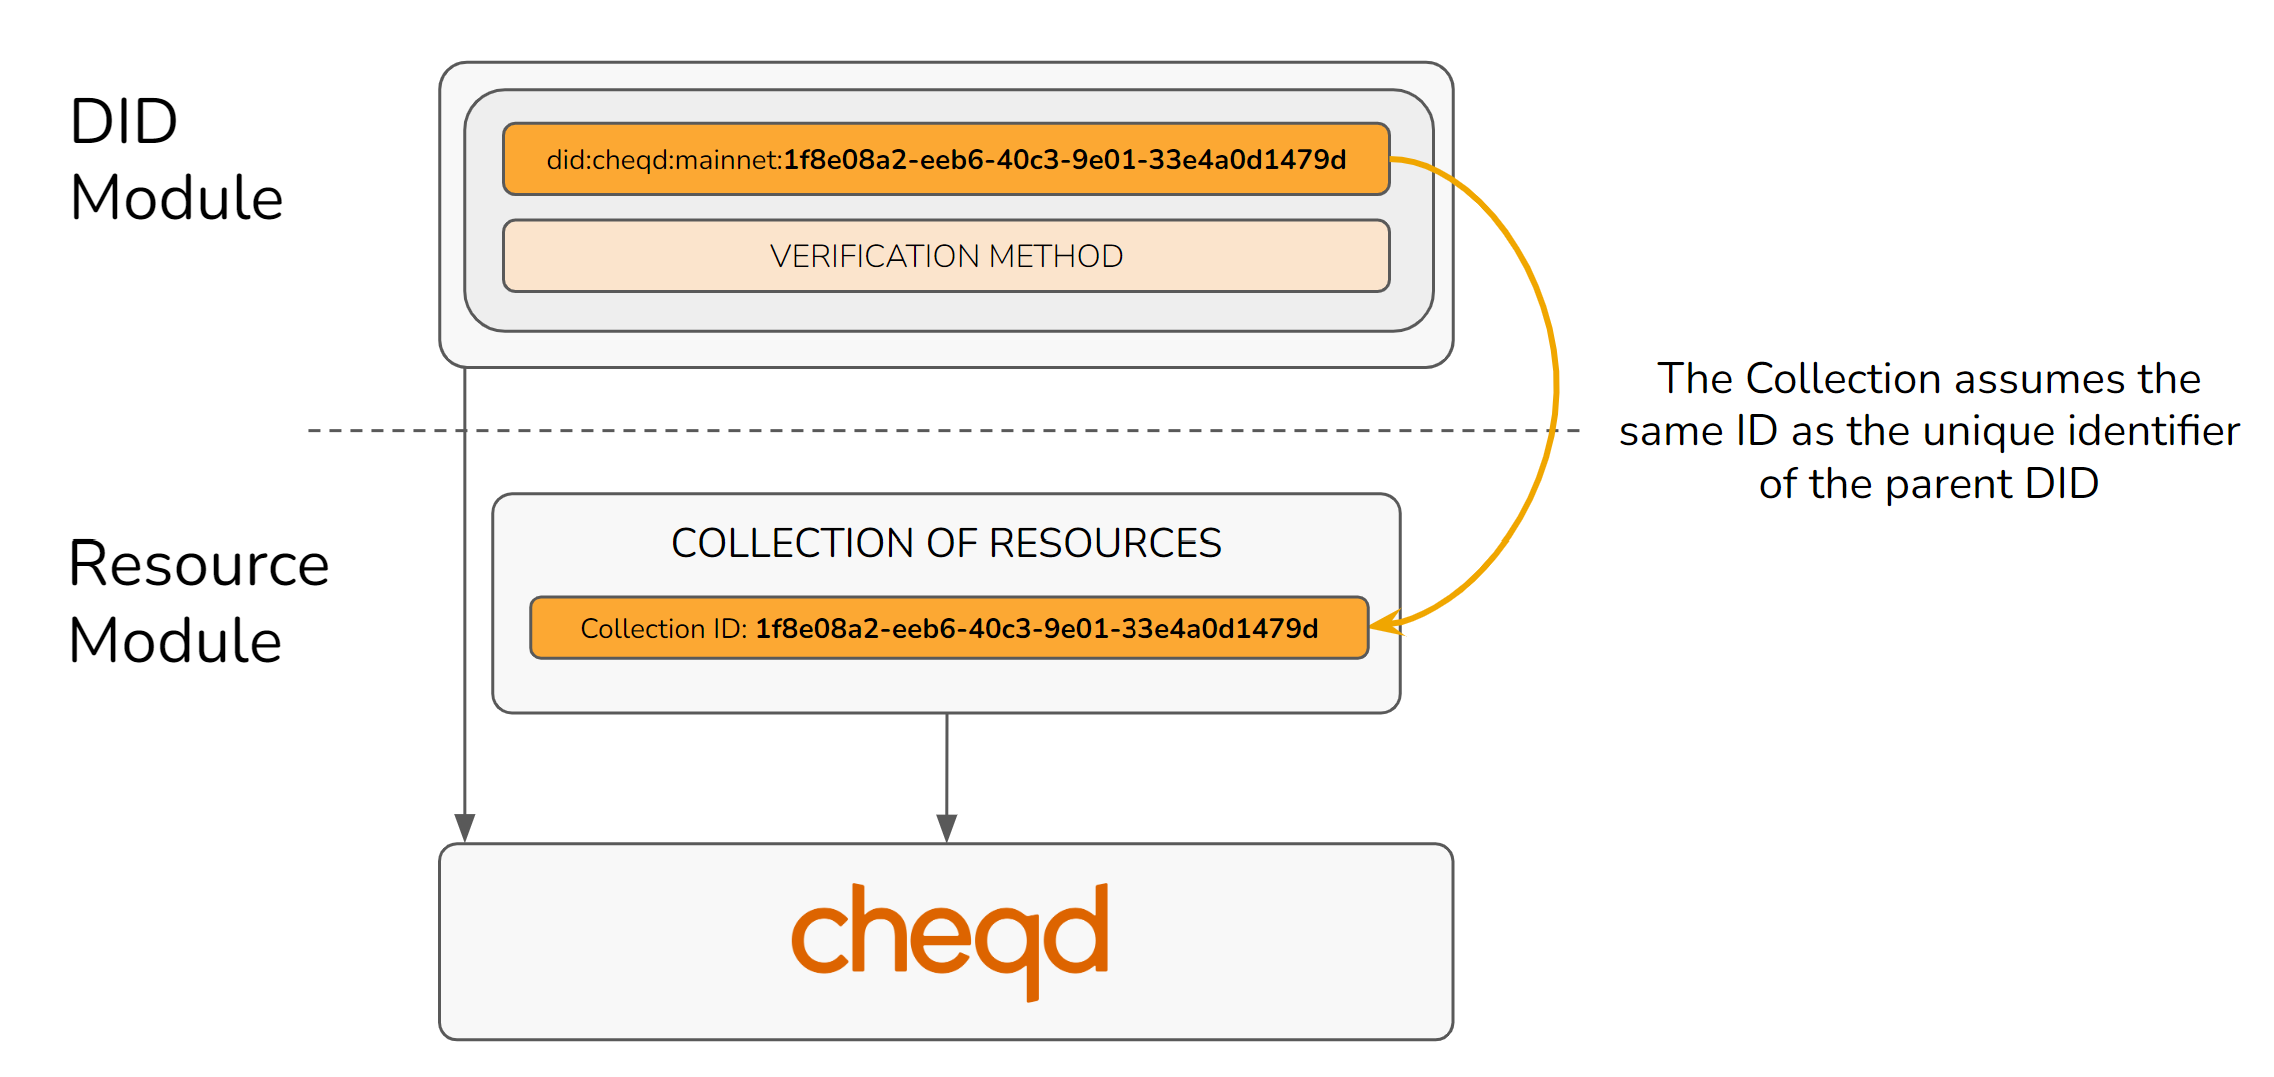 DID
Module
did:cheqd:mainnet:1f8e08a2-eeb6-40c3-9e01-33e4a0d1479d
VERIFICATION METHOD
The Collection assumes the
same ID as the unique identifier
of the parent DID
Resource
Module
COLLECTION OF RESOURCES
Collection ID: 1f8e08a2-eeb6-40c3-9e01-33e4a0d1479d
cheqd